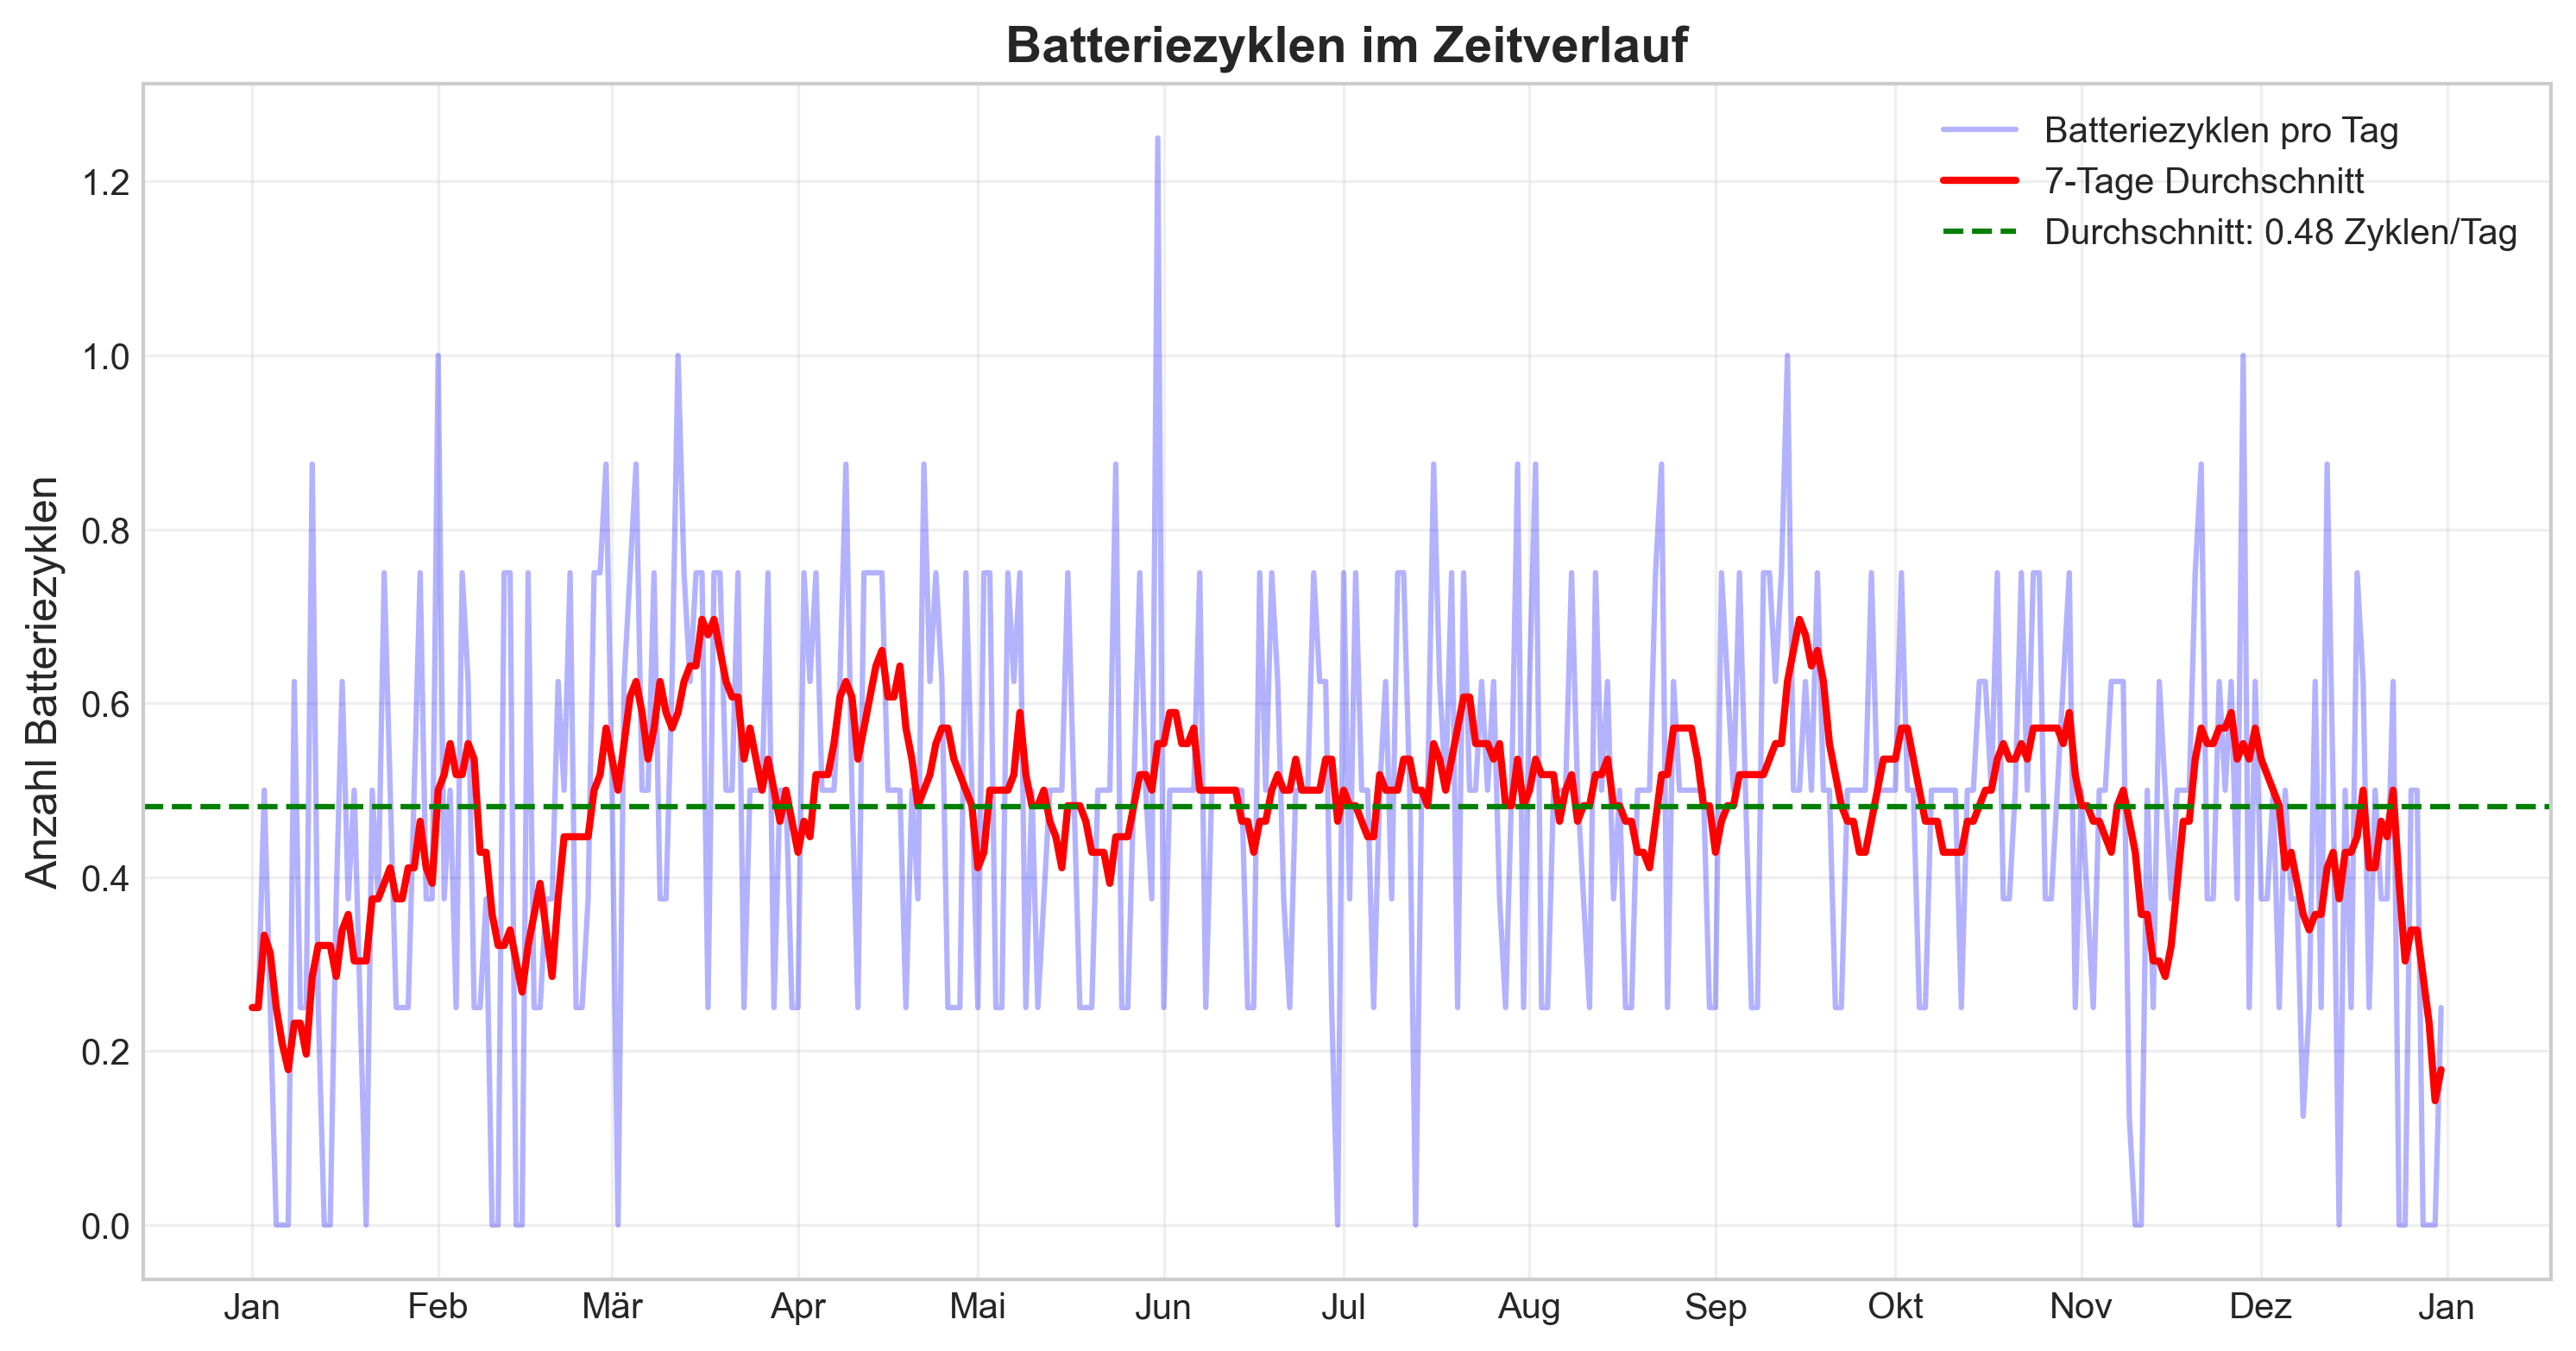 Batteriezyklen im Zeitverlauf
Batteriezyklen pro Tag
7-Tage Durchschnitt
Durchschnitt: 0.48 Zyklen/Tag
Anzahl Batteriezyklen
1.2
1.0
0.8
0.6
0.4
0.2
0.0
Jan Feb Mär Apr Mai Jun Jul Aug Sep Okt Nov Dez Jan